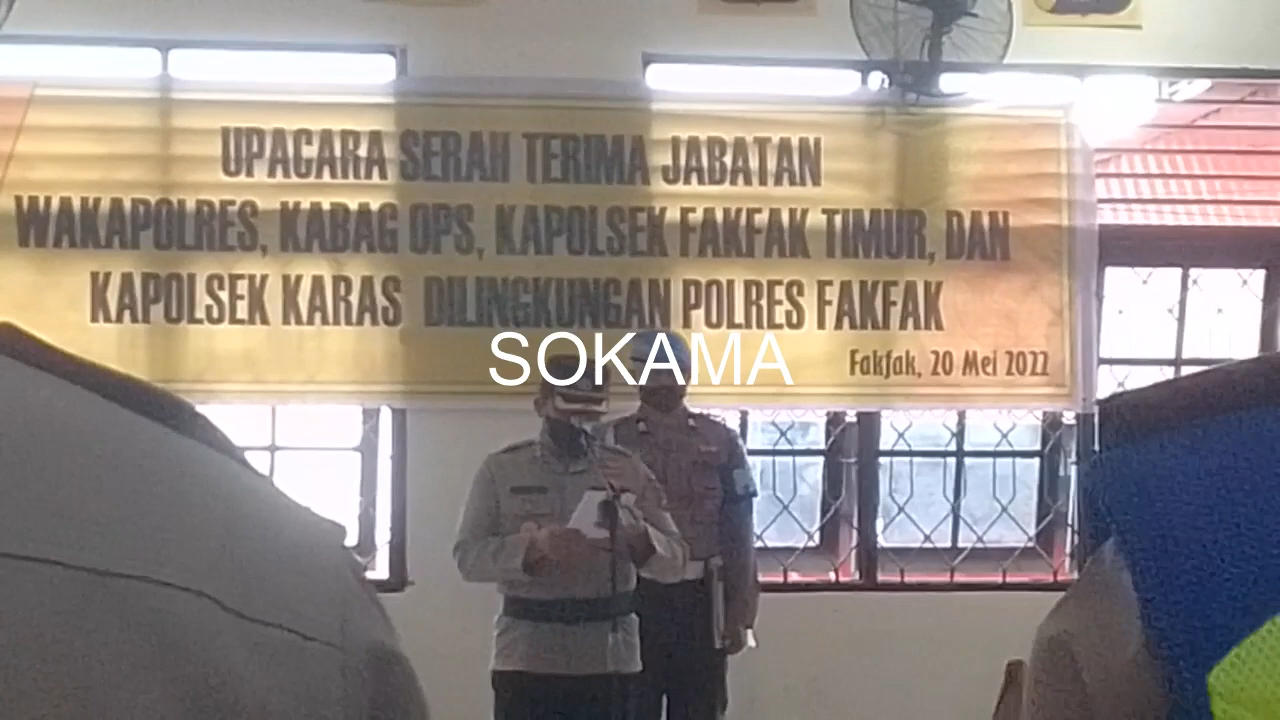 UPACARA SERAH TERIMA JABATAN
WAKAPOLRES, KABAG OPS, KAPOLSEK FAKFAK TIMUR, DAN
KAPOLSEK KARAS DILINGKUNGAN POLRES FAKFAK
SOKAMA
Fakfak, 20 Mei 2022